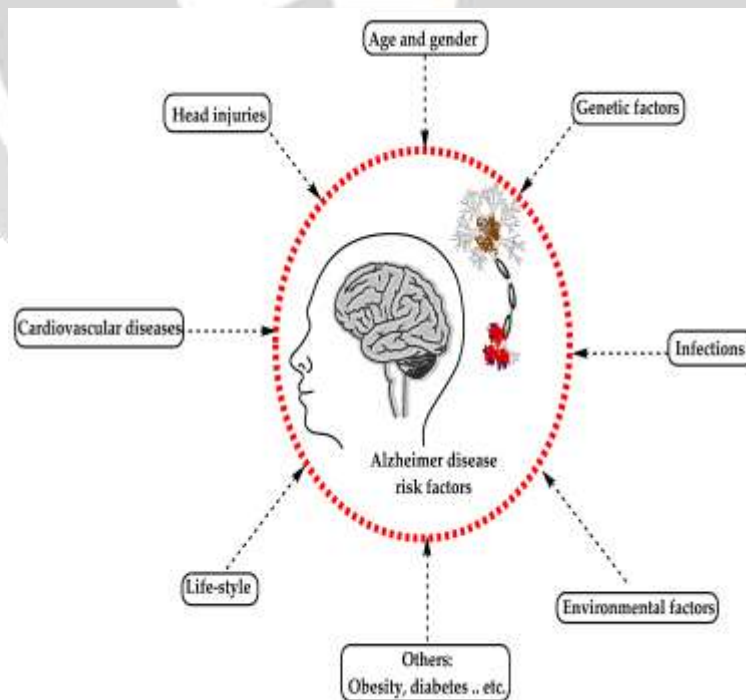 Age and gender
Head injuries
Genetic factors
Cardiovascular diseases
Infections
Alzheimer disease
risk factors
Life-style
Environmental factors
Others:
Obesity, diabetes .. etc.